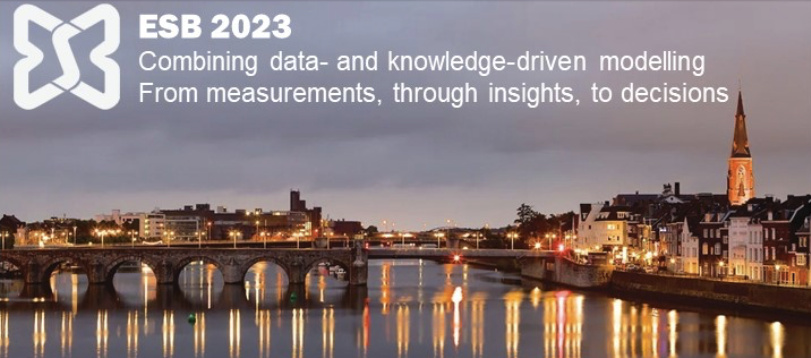 ESB 2023
Combining data- and knowledge-driven modelling
From measurements, through insights, to decisions